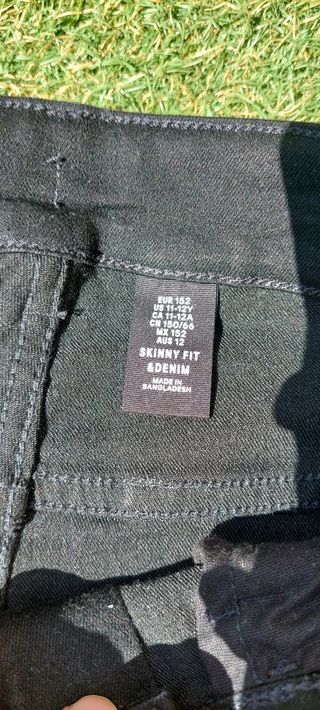 EUR 152
US 11-12Y
CA 11-12A
CN 150/66
MX 152
AUS 12
SKINNY FIT
&DENIM
MADE IN
BANGLADESH